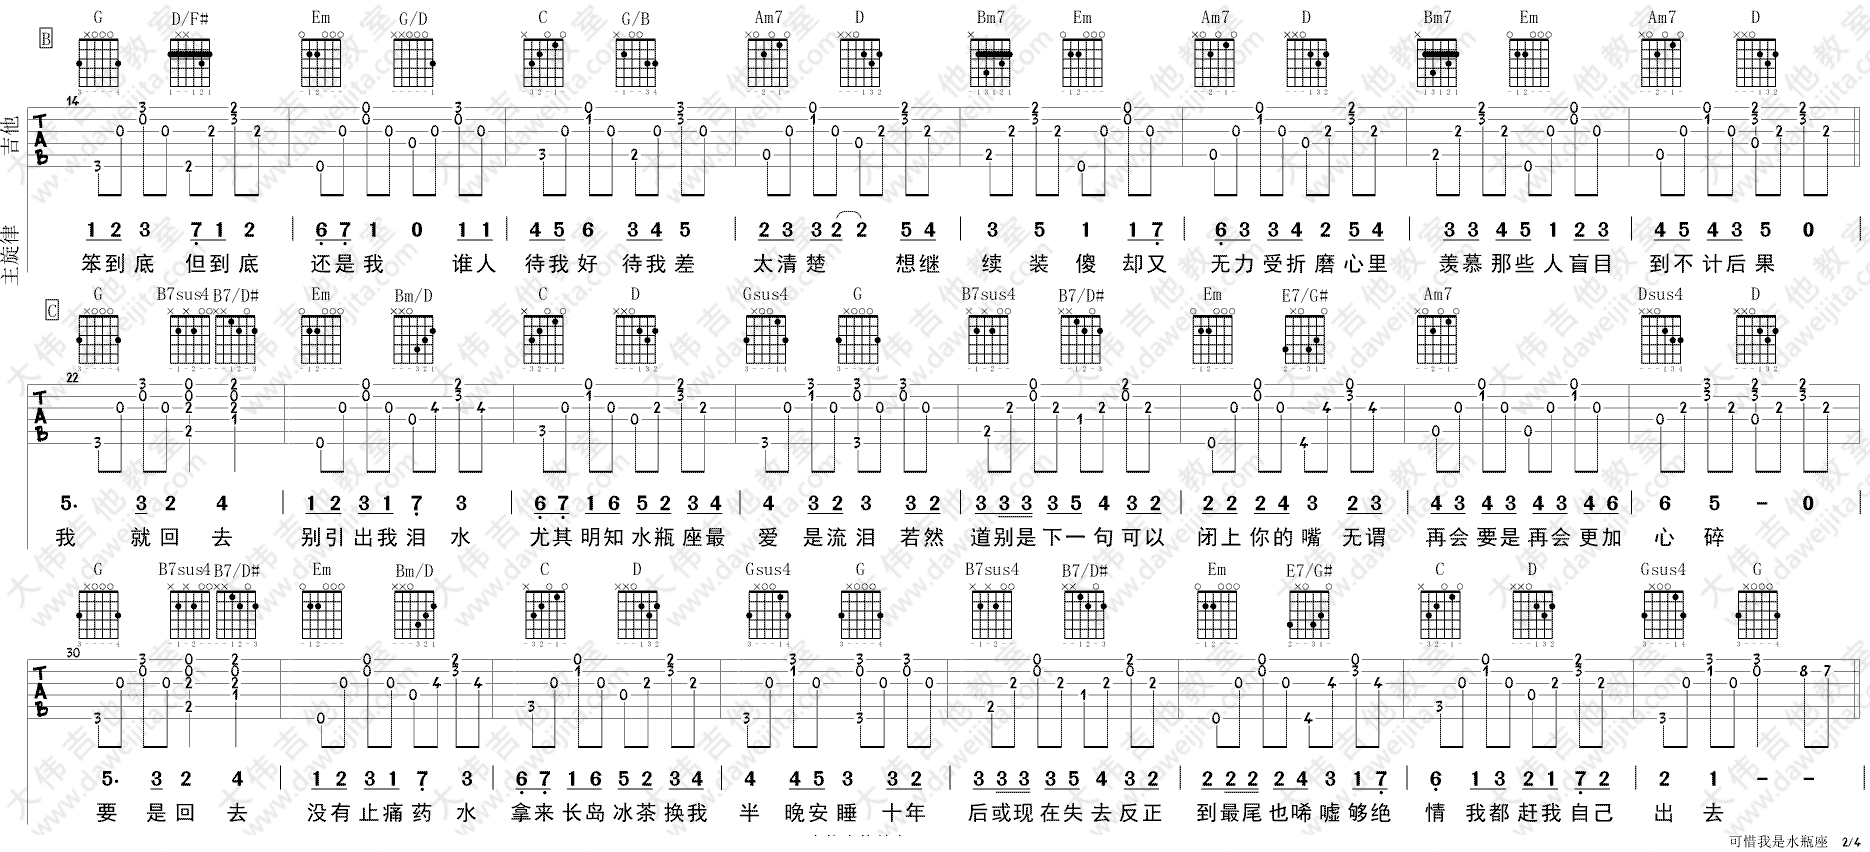 B
G D/F# Em G/D C G/B Am7 D Bm7 Em Am7 D Bm7 Em Am7 D
吉他
14
主旋律
1 2 3 7 1 2 | 6 7 1 0 1 1 | 4 5 6 3 4 5 | 2 3 3 2 2 5 4 | 3 5 1 1 7 | 6 3 3 4 2 5 4 | 3 3 4 5 1 2 3 | 4 5 4 3 5 0 |
笨到底 但到底 还是我 谁人 待我好 待我差 太清楚 想继 续装傻 却又 无力受折磨心里 羡慕那些人盲目 到不计后果
C
G B7sus4 B7/D# Em Bm/D C D Gsus4 G B7sus4 B7/D# Em E7/G# Am7 Dsus4 D
22
5. 3 2 4 | 1 2 3 1 7 3 | 6 7 1 6 5 2 3 4 | 4 3 2 3 3 2 | 3 3 3 3 5 4 3 2 | 2 2 2 4 3 2 3 | 4 3 4 3 4 3 4 6 | 6 5 - 0 |
我 就回去 别引出我泪水 尤其明知水瓶座最 爱是流泪 若然 道别是下一句可以 闭上你的嘴 无谓 再会要是再会更加 心碎
G B7sus4 B7/D# Em Bm/D C D Gsus4 G B7sus4 B7/D# Em E7/G# C D Gsus4 G
30
5. 3 2 4 | 1 2 3 1 7 3 | 6 7 1 6 5 2 3 4 | 4 4 5 3 3 2 | 3 3 3 3 5 4 3 2 | 2 2 2 2 4 3 1 7 | 6 1 3 2 1 7 2 | 2 1 - - |
要 是回去 没有止痛药水 拿来长岛冰茶换我 半晚安睡 十年 后或现在失去反正 到最尾也唏嘘够绝 情 我都赶我自己 出去
可惜我是水瓶座 2/4
大伟吉他教室
www.daweijita.com